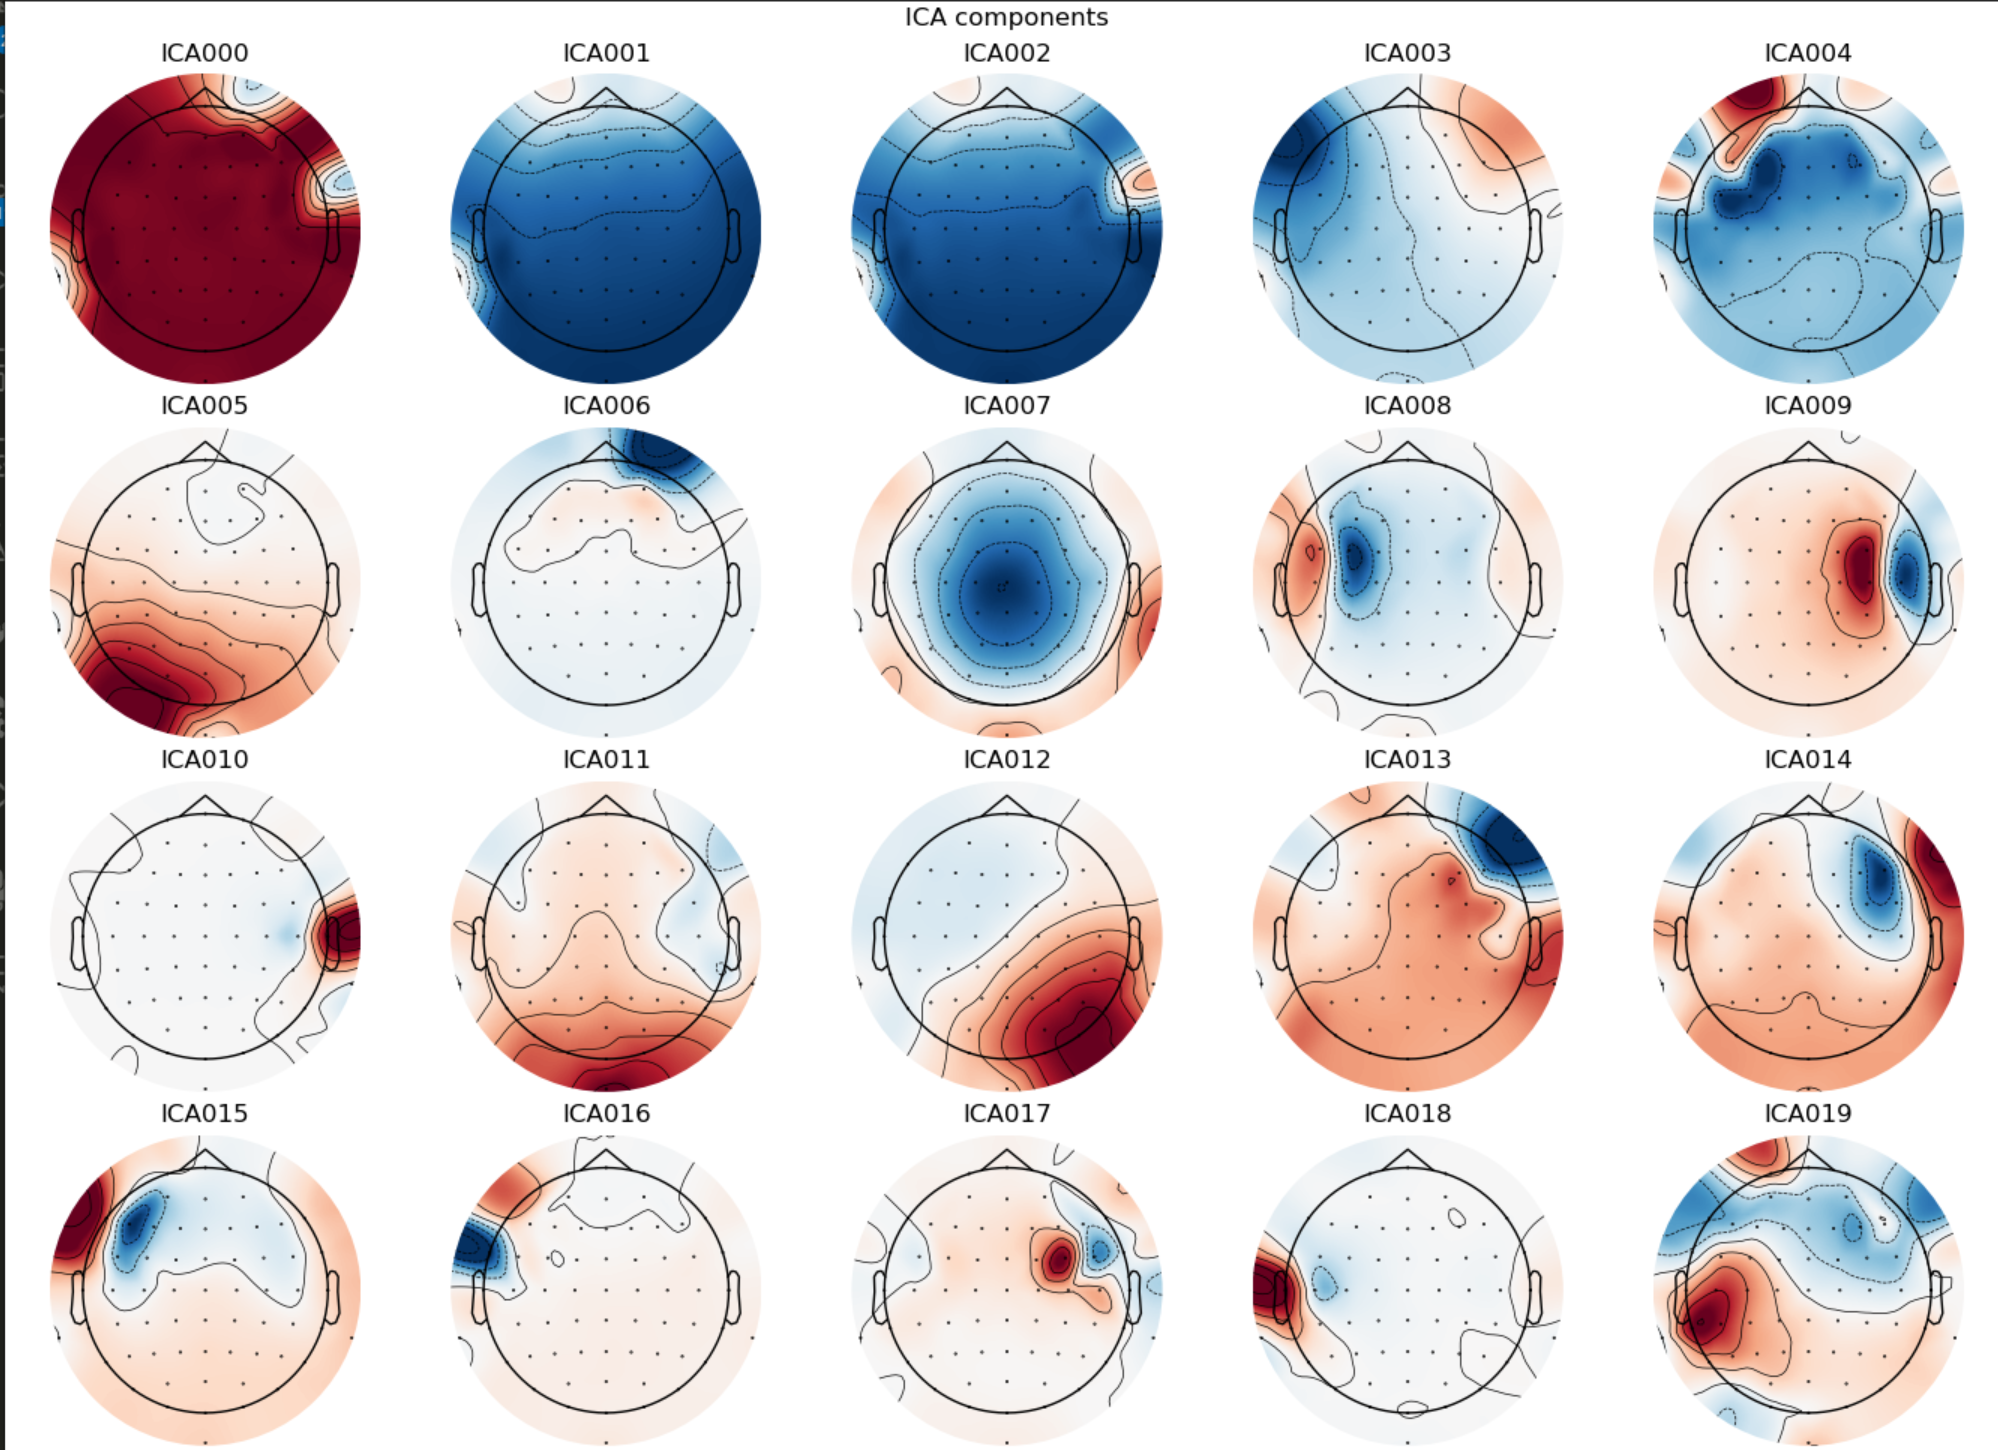 ICA components
ICA000 ICA001 ICA002 ICA003 ICA004
ICA005 ICA006 ICA007 ICA008 ICA009
ICA010 ICA011 ICA012 ICA013 ICA014
ICA015 ICA016 ICA017 ICA018 ICA019